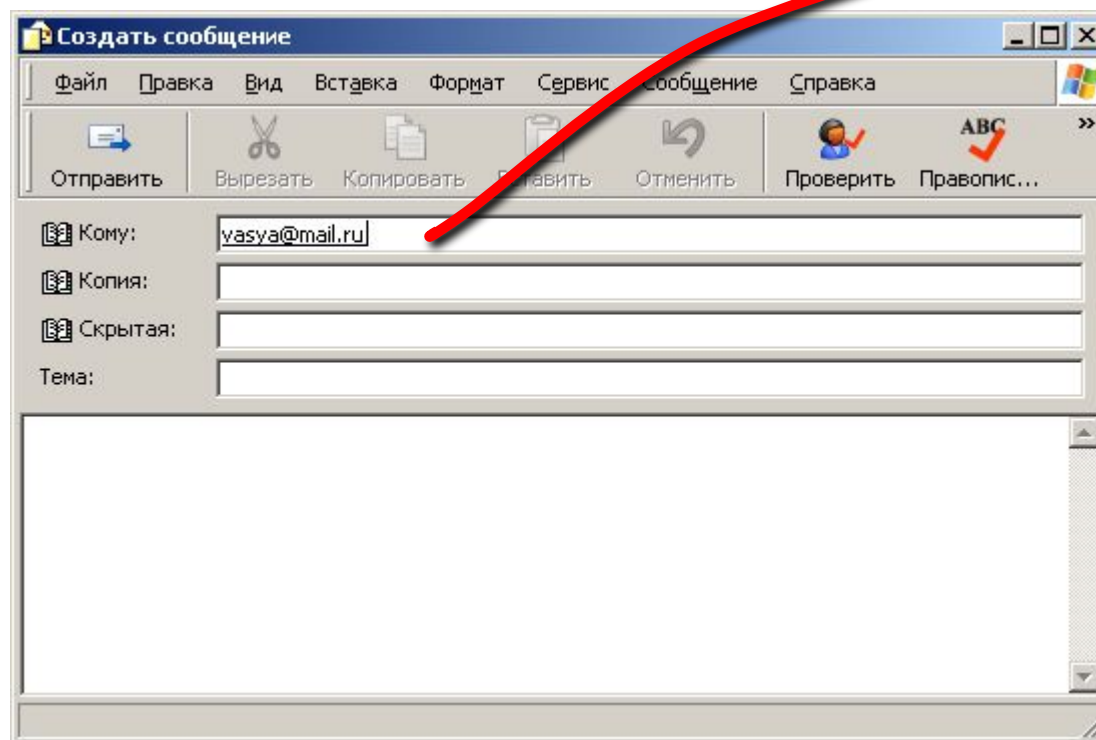 Создать сообщение
Файл Правка Вид Вставка Формат Сервис Сообщение Справка
Отправить Вырезать Копировать Вставить Отменить Проверить Правопис...
ABC
Кому: vasya@mail.ru
Копия:
Скрытая:
Тема: